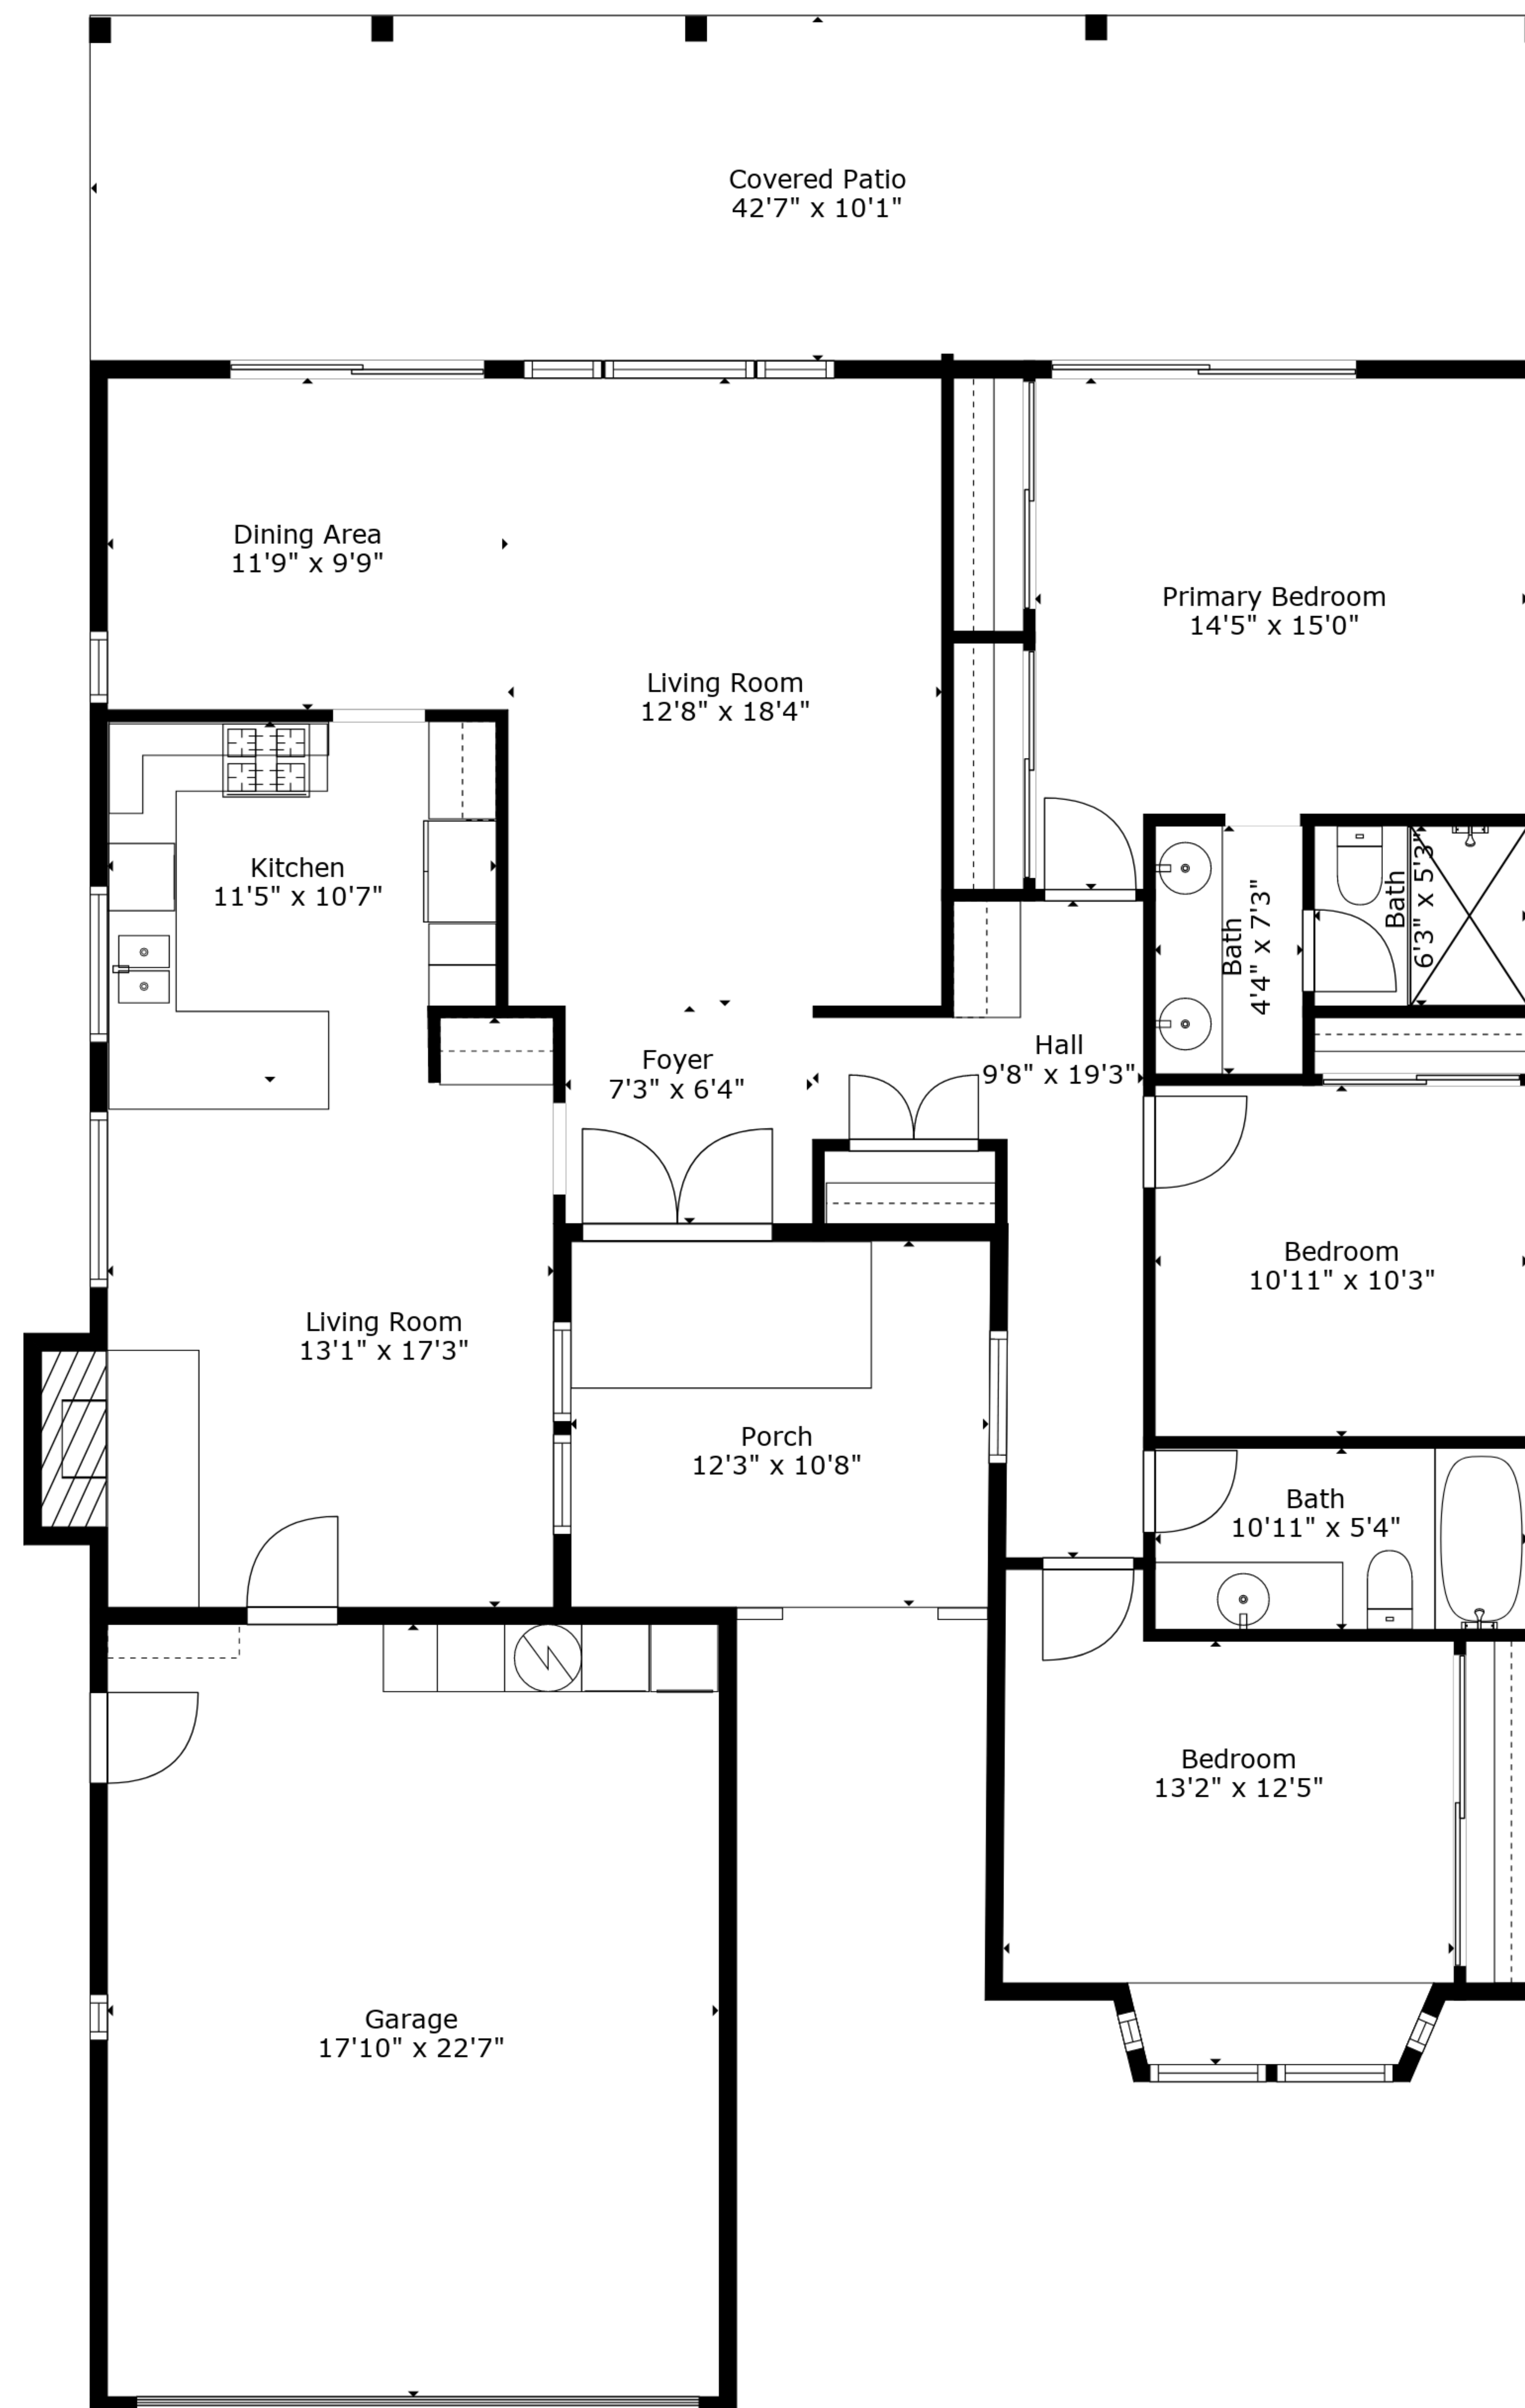 Covered Patio
42'7" x 10'1"
Dining Area
11'9" x 9'9"
Primary Bedroom
14'5" x 15'0"
Living Room
12'8" x 18'4"
Kitchen
11'5" x 10'7"
Bath
4'4" x 7'3"
Bath
6'3" x 5'3"
Foyer
7'3" x 6'4"
Hall
9'8" x 19'3"
Bedroom
10'11" x 10'3"
Living Room
13'1" x 17'3"
Porch
12'3" x 10'8"
Bath
10'11" x 5'4"
Bedroom
13'2" x 12'5"
Garage
17'10" x 22'7"